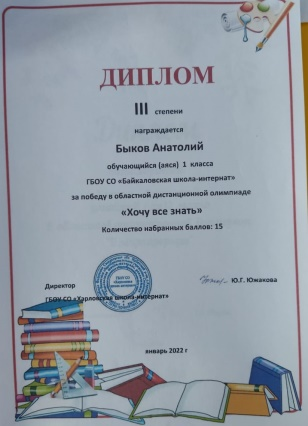 ДИПЛОМ
III степени
награждается
Быков Анатолий
обучающийся (аяся) 1 класса
ГБОУ СО «Байкаловская школа-интернат»
за победу в областной дистанционной олимпиаде
«Хочу все знать»
Количество набранных баллов: 15
Директор Ю.Г. Южакова
ГБОУ СО «Харловская школа-интернат»
январь 2022 г